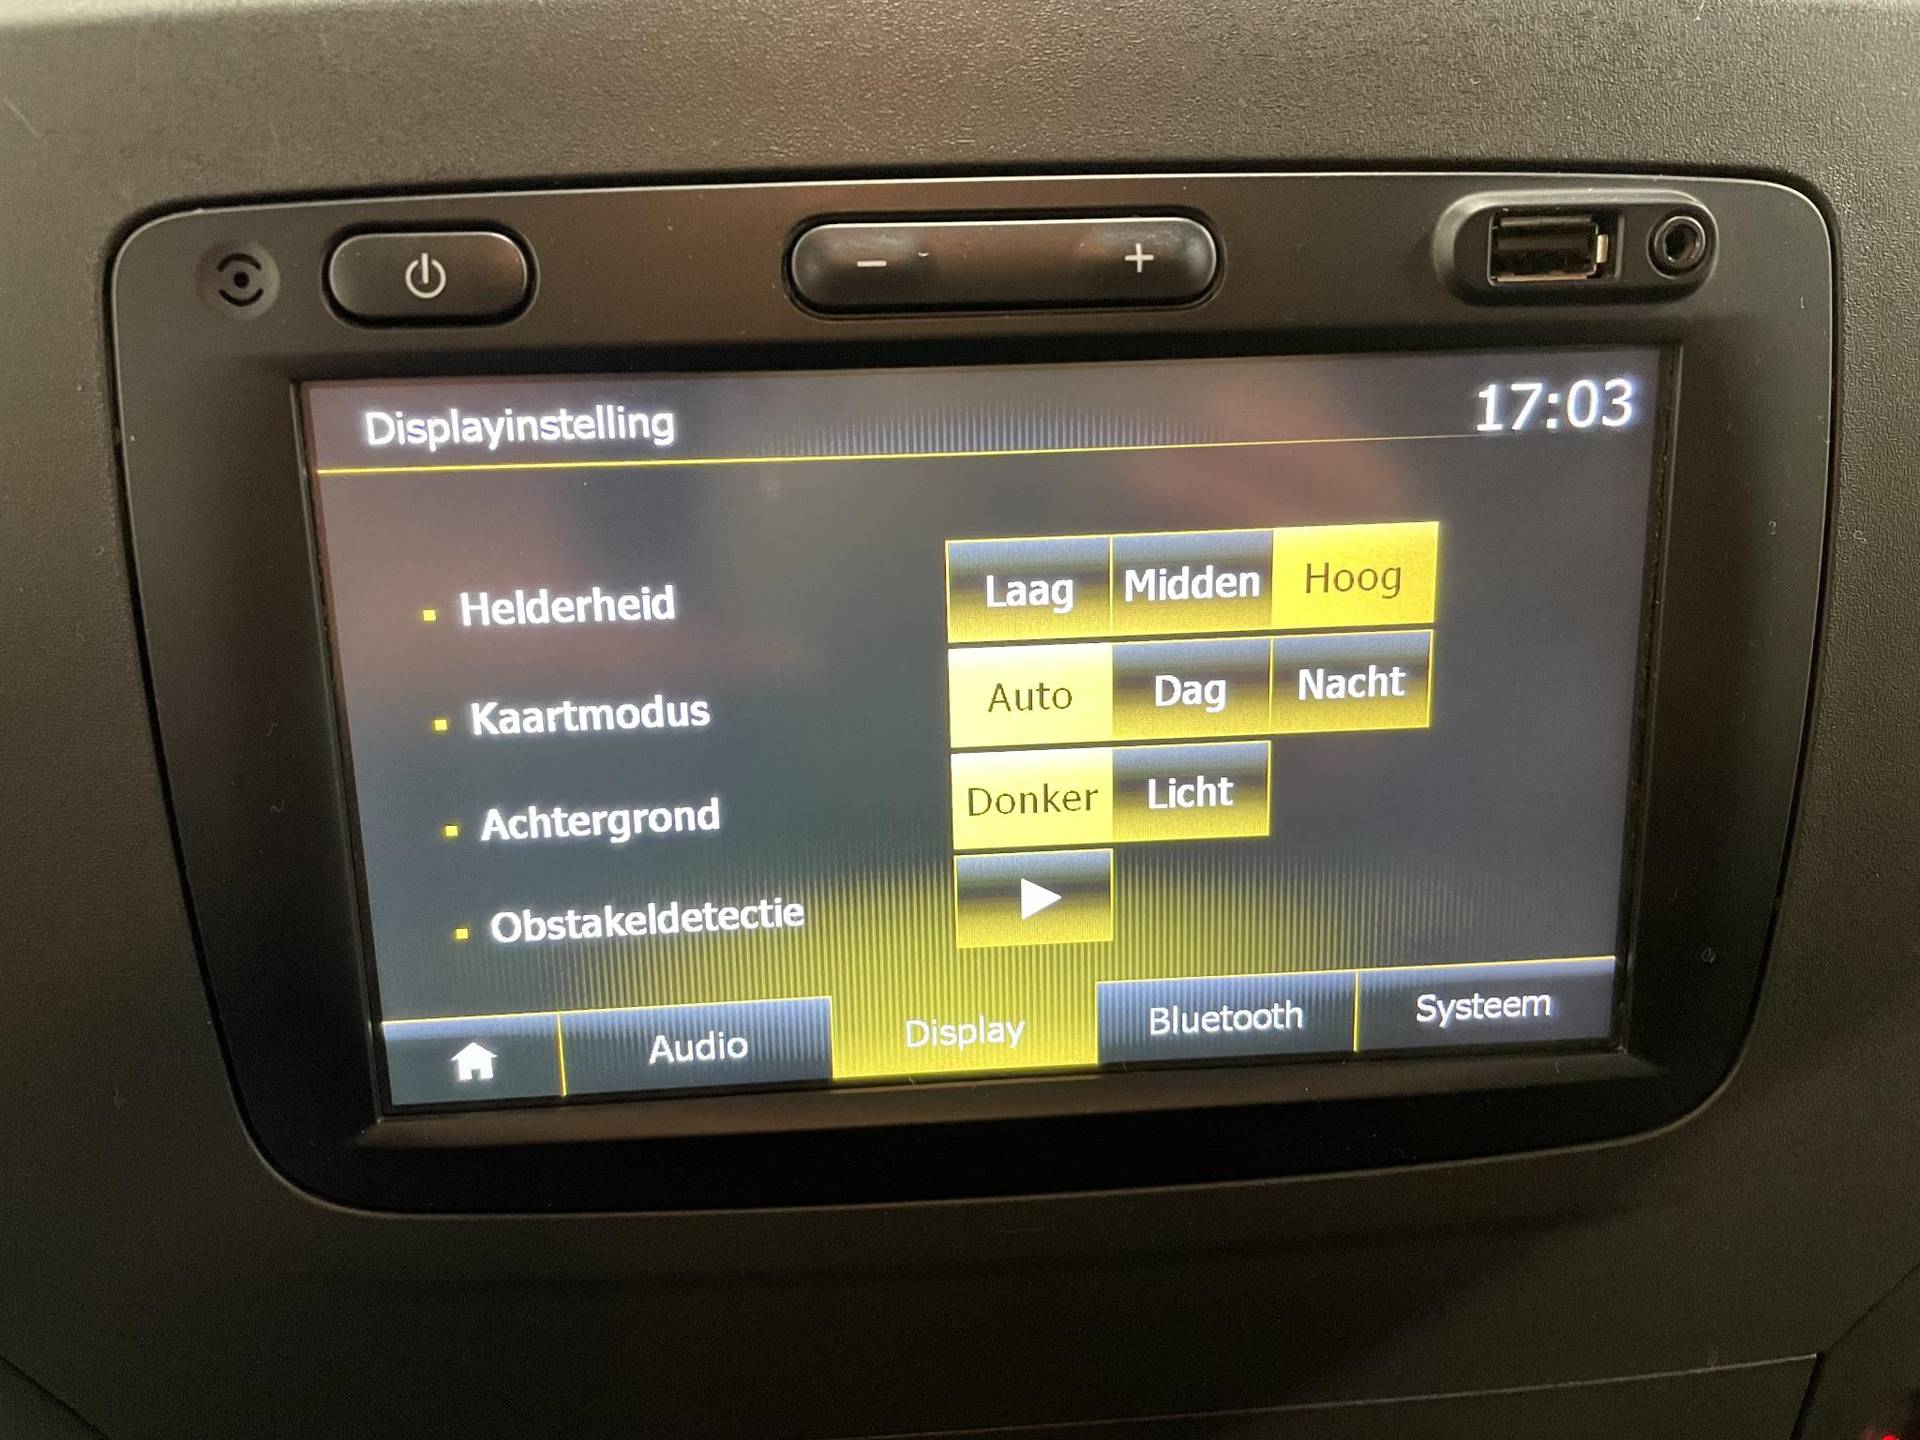 Displayinstelling
17:03
Helderheid
Laag Midden Hoog
Kaartmodus
Auto Dag Nacht
Achtergrond
Donker Licht
Obstakeldetectie
Audio Display Bluetooth Systeem